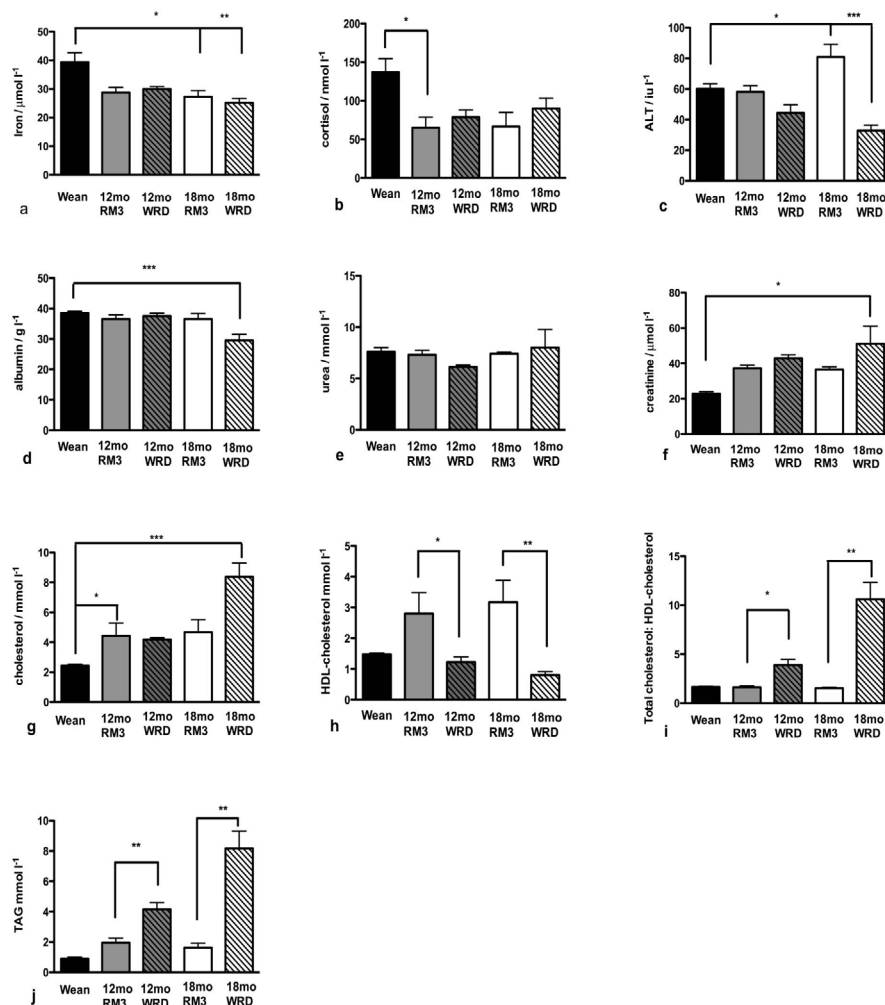 * **
Iron / μmol l-1
50
40
30
20
10
0
Wean 12mo RM3 12mo WRD 18mo RM3 18mo WRD
a
*
cortisol / nmol l-1
200
150
100
50
0
Wean 12mo RM3 12mo WRD 18mo RM3 18mo WRD
b
* ***
ALT / iu l-1
100
80
60
40
20
0
Wean 12mo RM3 12mo WRD 18mo RM3 18mo WRD
c
***
albumin / g l-1
50
40
30
20
10
0
Wean 12mo RM3 12mo WRD 18mo RM3 18mo WRD
d
urea / mmol l-1
15
10
5
0
Wean 12mo RM3 12mo WRD 18mo RM3 18mo WRD
e
*
creatinine / μmol l-1
80
60
40
20
0
Wean 12mo RM3 12mo WRD 18mo RM3 18mo WRD
f
***
*
cholesterol / mmol l-1
10
8
6
4
2
0
Wean 12mo RM3 12mo WRD 18mo RM3 18mo WRD
g
* **
HDL-cholesterol mmol l-1
5
4
3
2
1
0
Wean 12mo RM3 12mo WRD 18mo RM3 18mo WRD
h
* **
Total cholesterol: HDL-cholesterol
15
10
5
0
Wean 12mo RM3 12mo WRD 18mo RM3 18mo WRD
i
** **
TAG mmol l-1
10
8
6
4
2
0
Wean 12mo RM3 12mo WRD 18mo RM3 18mo WRD
j